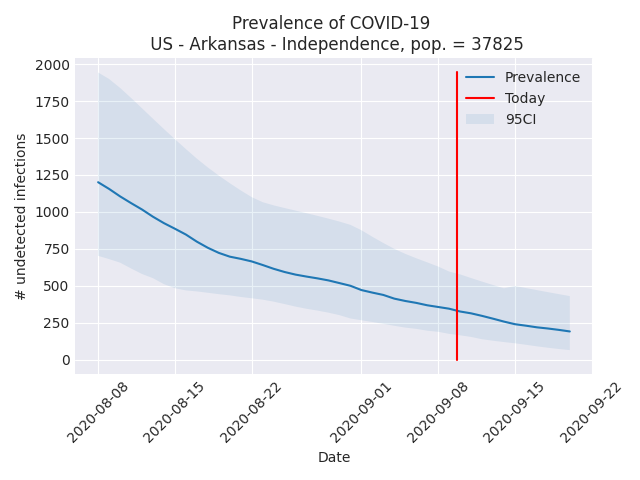 Prevalence of COVID-19
US - Arkansas - Independence, pop. = 37825
2000
1750
1500
1250
1000
750
500
250
0
# undetected infections
Prevalence
Today
95CI
2020-08-08
2020-08-15
2020-08-22
2020-09-01
2020-09-08
2020-09-15
2020-09-22
Date